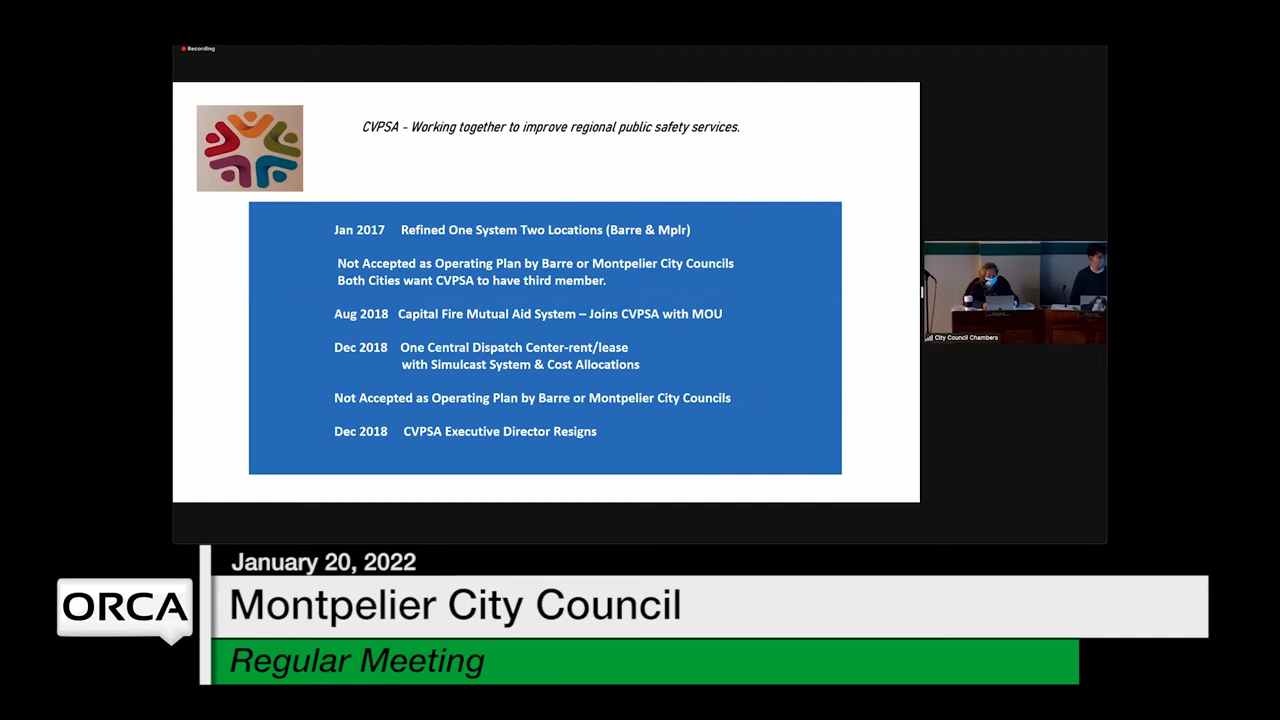 Recording
CVPSA - Working together to improve regional public safety services.
Jan 2017 Refined One System Two Locations (Barre & Mplr)
Not Accepted as Operating Plan by Barre or Montpelier City Councils
Both Cities want CVPSA to have third member.
Aug 2018 Capital Fire Mutual Aid System – Joins CVPSA with MOU
Dec 2018 One Central Dispatch Center-rent/lease
with Simulcast System & Cost Allocations
Not Accepted as Operating Plan by Barre or Montpelier City Councils
Dec 2018 CVPSA Executive Director Resigns
City Council Chambers
January 20, 2022
ORCA
Montpelier City Council
Regular Meeting